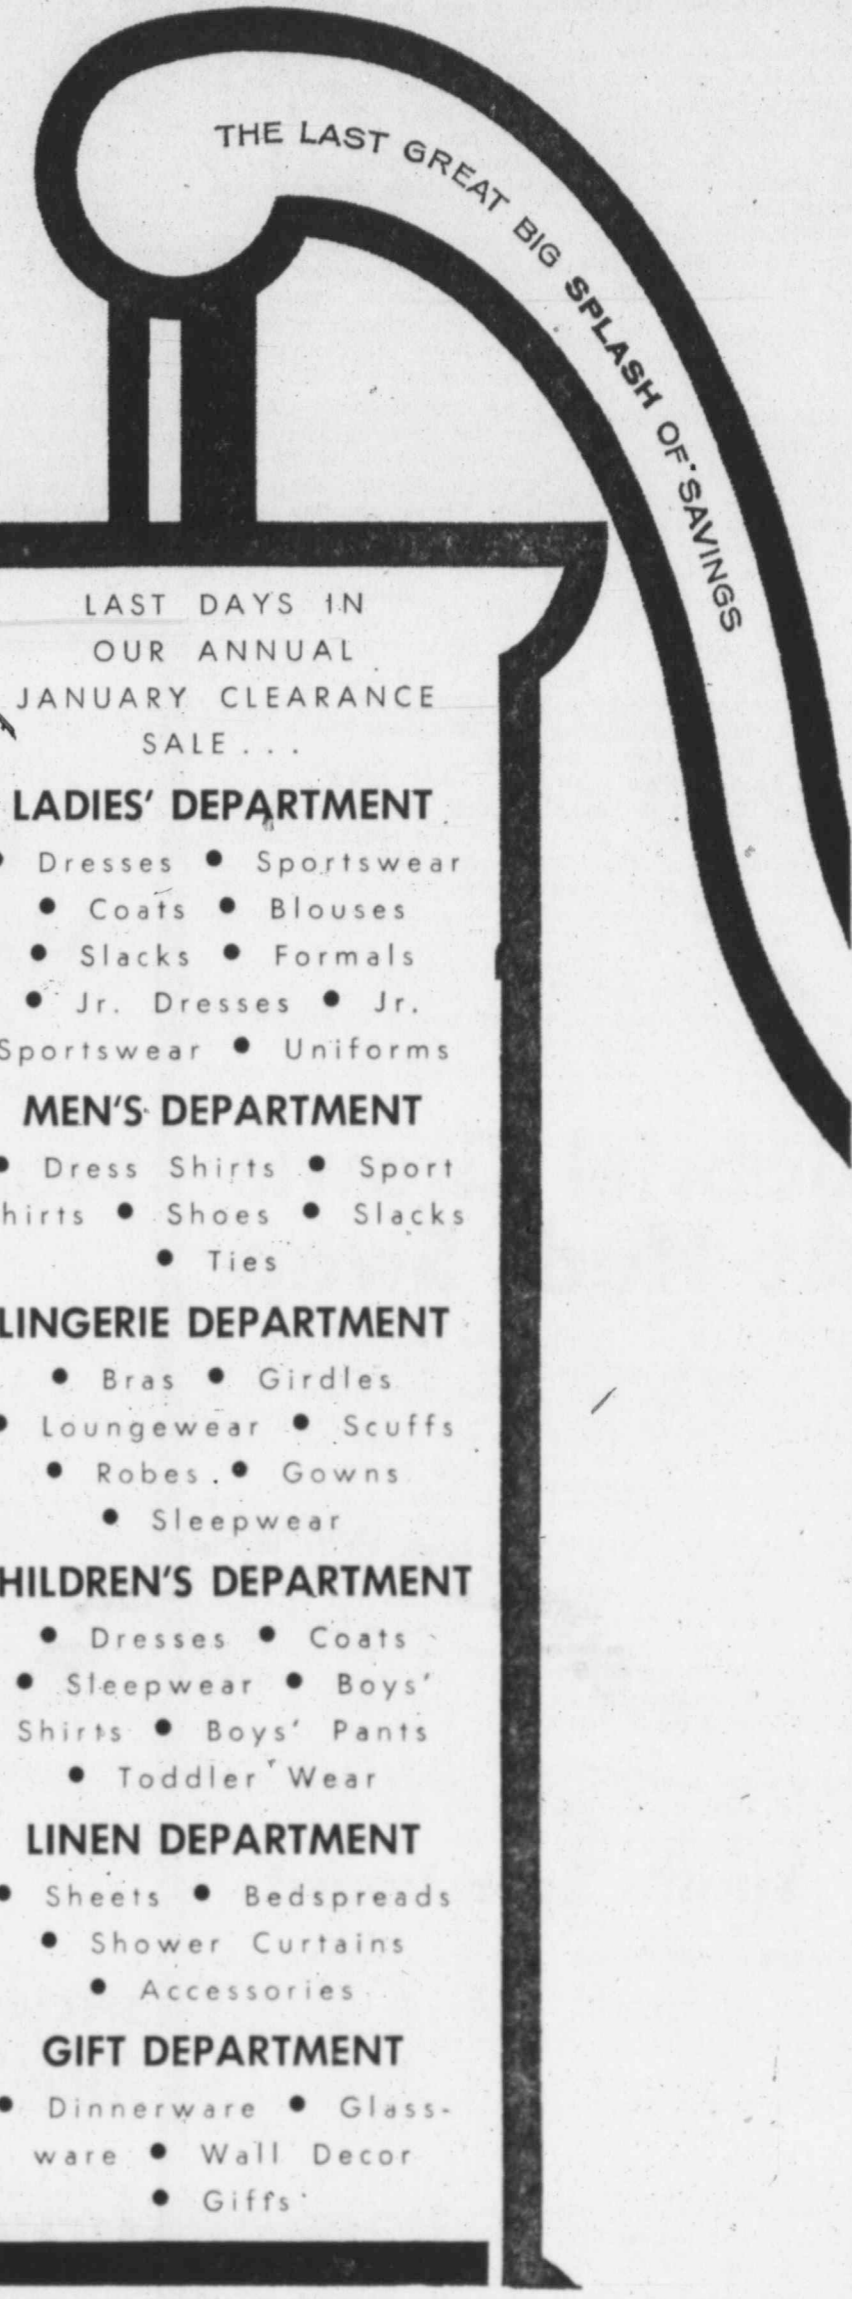 THE LAST GREAT BIG SPLASH OF SAVINGS
LAST DAYS IN
OUR ANNUAL
JANUARY CLEARANCE
SALE...
LADIES' DEPARTMENT
• Dresses • Sportswear
• Coats • Blouses
• Slacks • Formals
• Jr. Dresses • Jr.
Sportswear • Uniforms
MEN'S DEPARTMENT
• Dress Shirts • Sport
hirts • Shoes • Slacks
• Ties
LINGERIE DEPARTMENT
• Bras • Girdles
• Loungewear • Scuffs
• Robes • Gowns
• Sleepwear
HILDREN'S DEPARTMENT
• Dresses • Coats
• Sleepwear • Boys'
Shirts • Boys' Pants
• Toddler Wear
LINEN DEPARTMENT
• Sheets • Bedspreads
• Shower Curtains
• Accessories
GIFT DEPARTMENT
• Dinnerware • Glass-
ware • Wall Decor
• Gifts